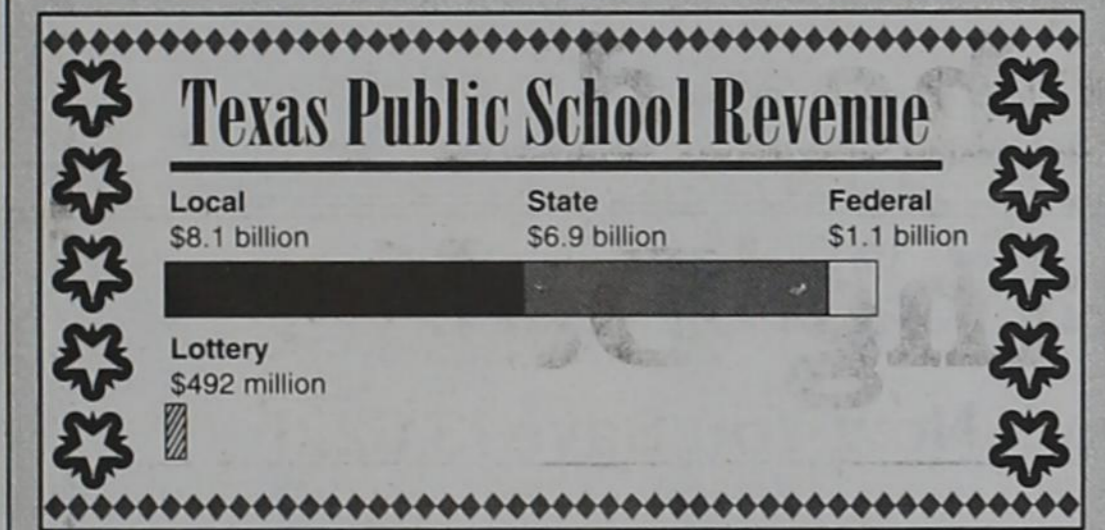 Texas Public School Revenue
Local State Federal
$8.1 billion $6.9 billion $1.1 billion
Lottery
$492 million